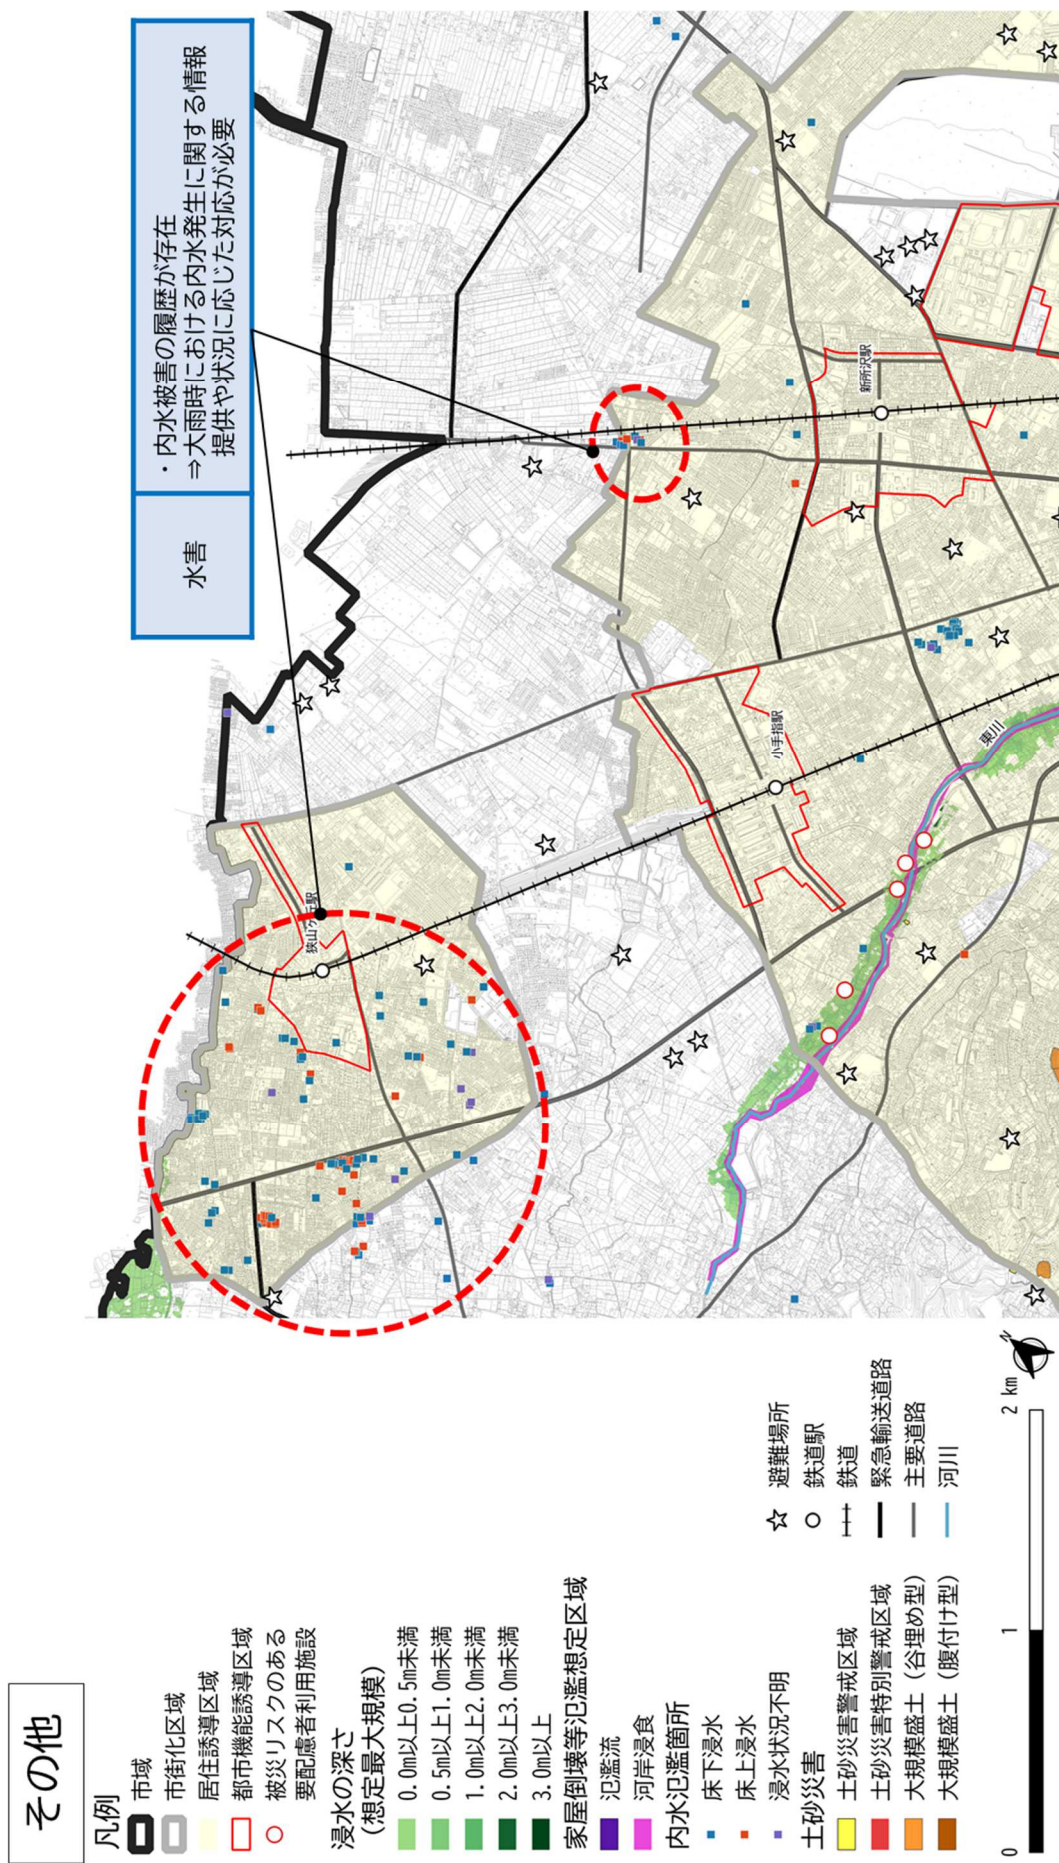 その他
凡例
市域
市街化区域
居住誘導区域
都市機能誘導区域
被災リスクのある
要配慮者利用施設
浸水の深さ
(想定最大規模)
0.0m以上0.5m未満
0.5m以上1.0m未満
1.0m以上2.0m未満
2.0m以上3.0m未満
3.0m以上
家屋倒壊等氾濫想定区域
氾濫流
河岸浸食
内水氾濫箇所
床下浸水
床上浸水
浸水状況不明
土砂災害
土砂災害警戒区域
土砂災害特別警戒区域
大規模盛土(谷埋め型)
大規模盛土(腹付け型)
避難場所
鉄道駅
鉄道
緊急輸送道路
主要道路
河川
0 1 2 km
N
水害
・内水被害の履歴が存在
⇒大雨時における内水発生に関する情報
提供や状況に応じた対応が必要
狭山ヶ丘駅
小手指駅
新所沢駅
東川